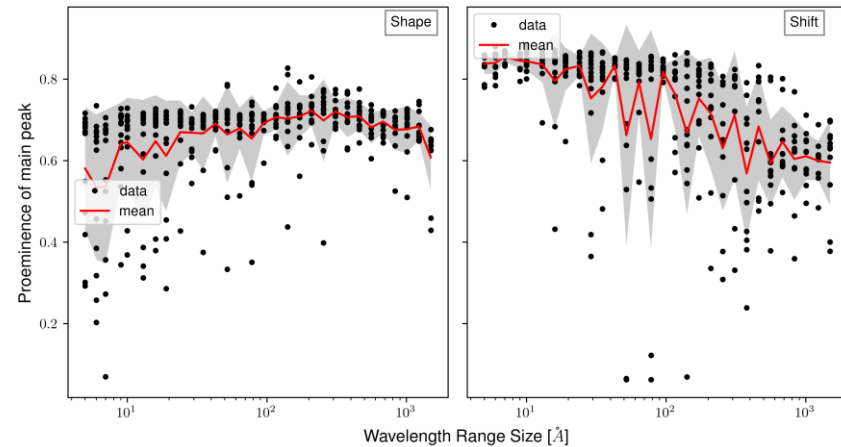 Shape
Shift
data
mean
data
mean
Proeminence of main peak
0.8
0.6
0.4
0.2
10¹
10²
10³
10¹
10²
10³
Wavelength Range Size [Å]